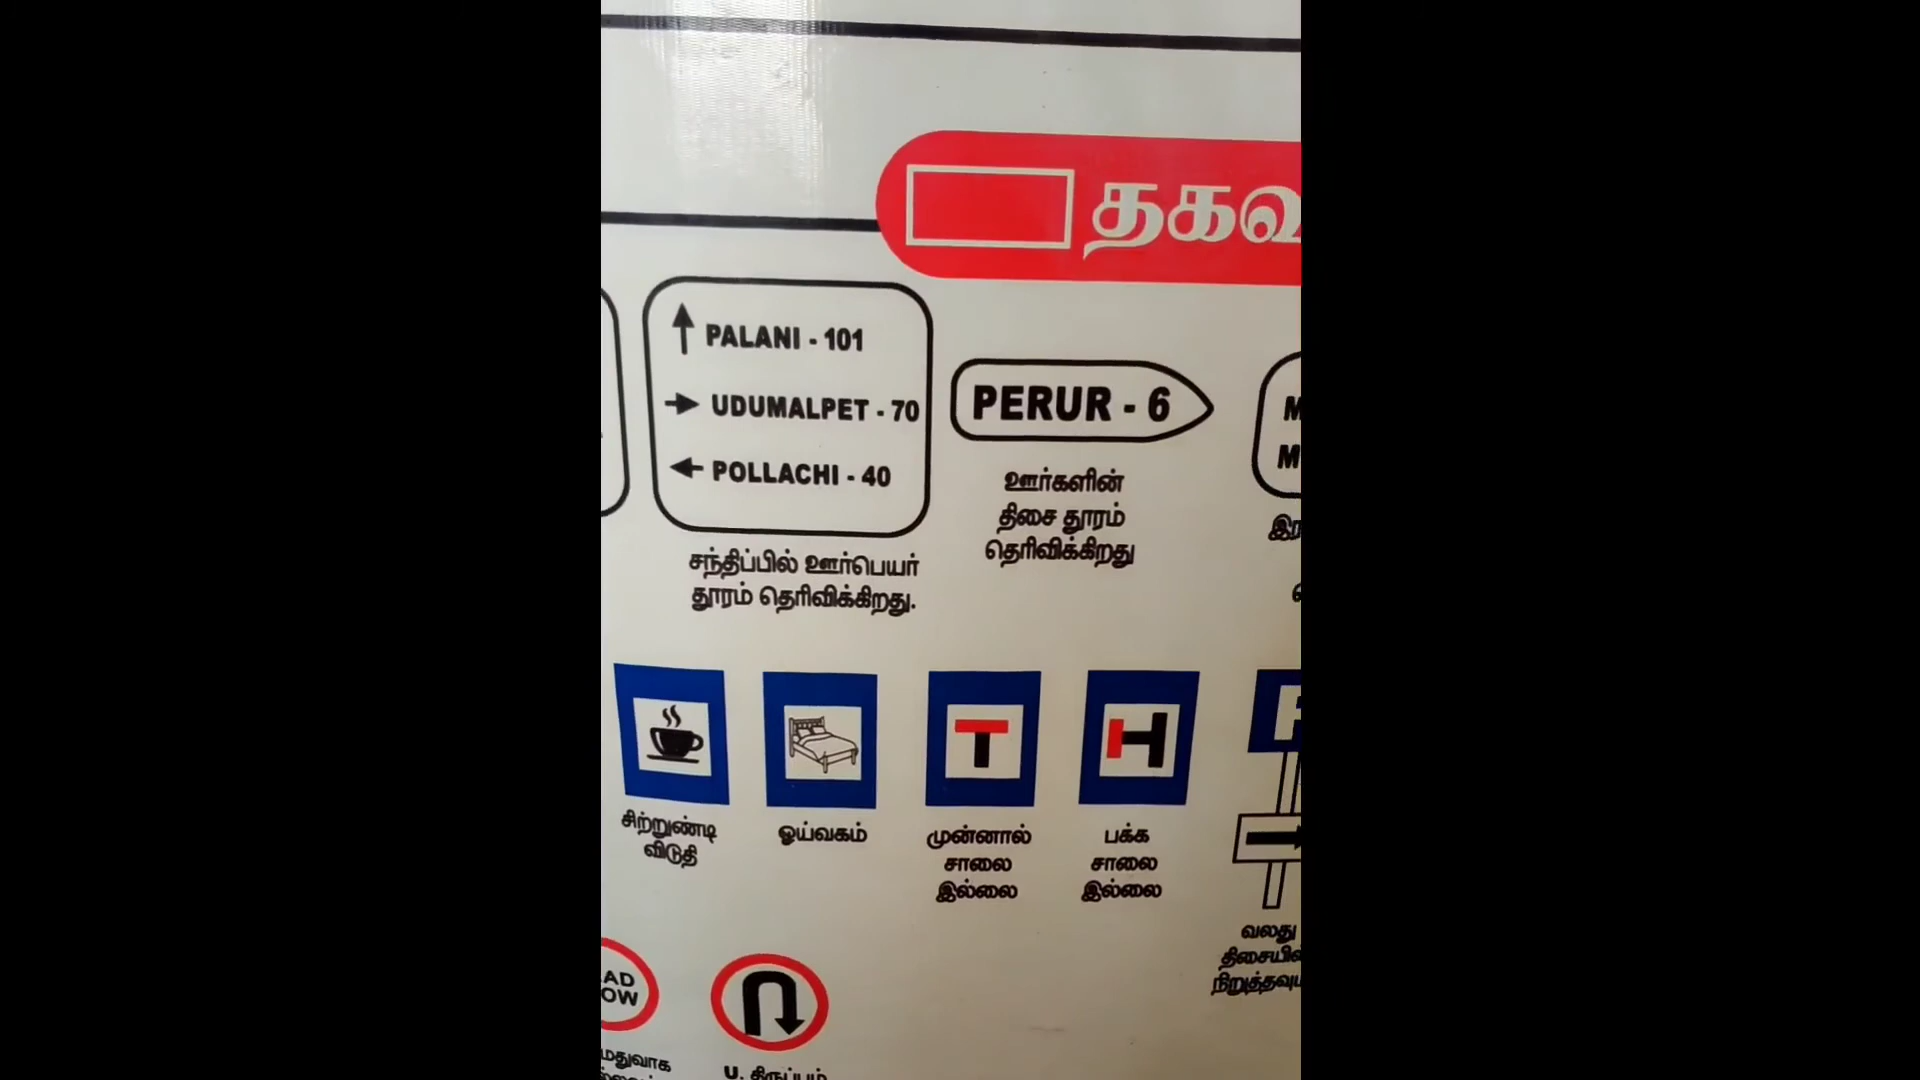 தகவ
PALANI - 101
UDUMALPET - 70
POLLACHI - 40
சந்திப்பில் ஊர்பெயர்
தூரம் தெரிவிக்கிறது.
PERUR - 6
ஊர்களின்
திசை தூரம்
தெரிவிக்கிறது
சிற்றுண்டி
விடுதி
ஓய்வகம்
T
முன்னால்
சாலை
இல்லை
H
பக்க
சாலை
இல்லை
வலது
U. திருப்பம்